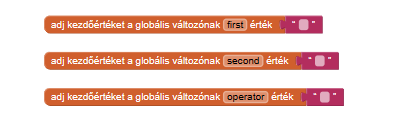 adj kezdőértéket a globális változónak first érték " "
adj kezdőértéket a globális változónak second érték " "
adj kezdőértéket a globális változónak operator érték " "